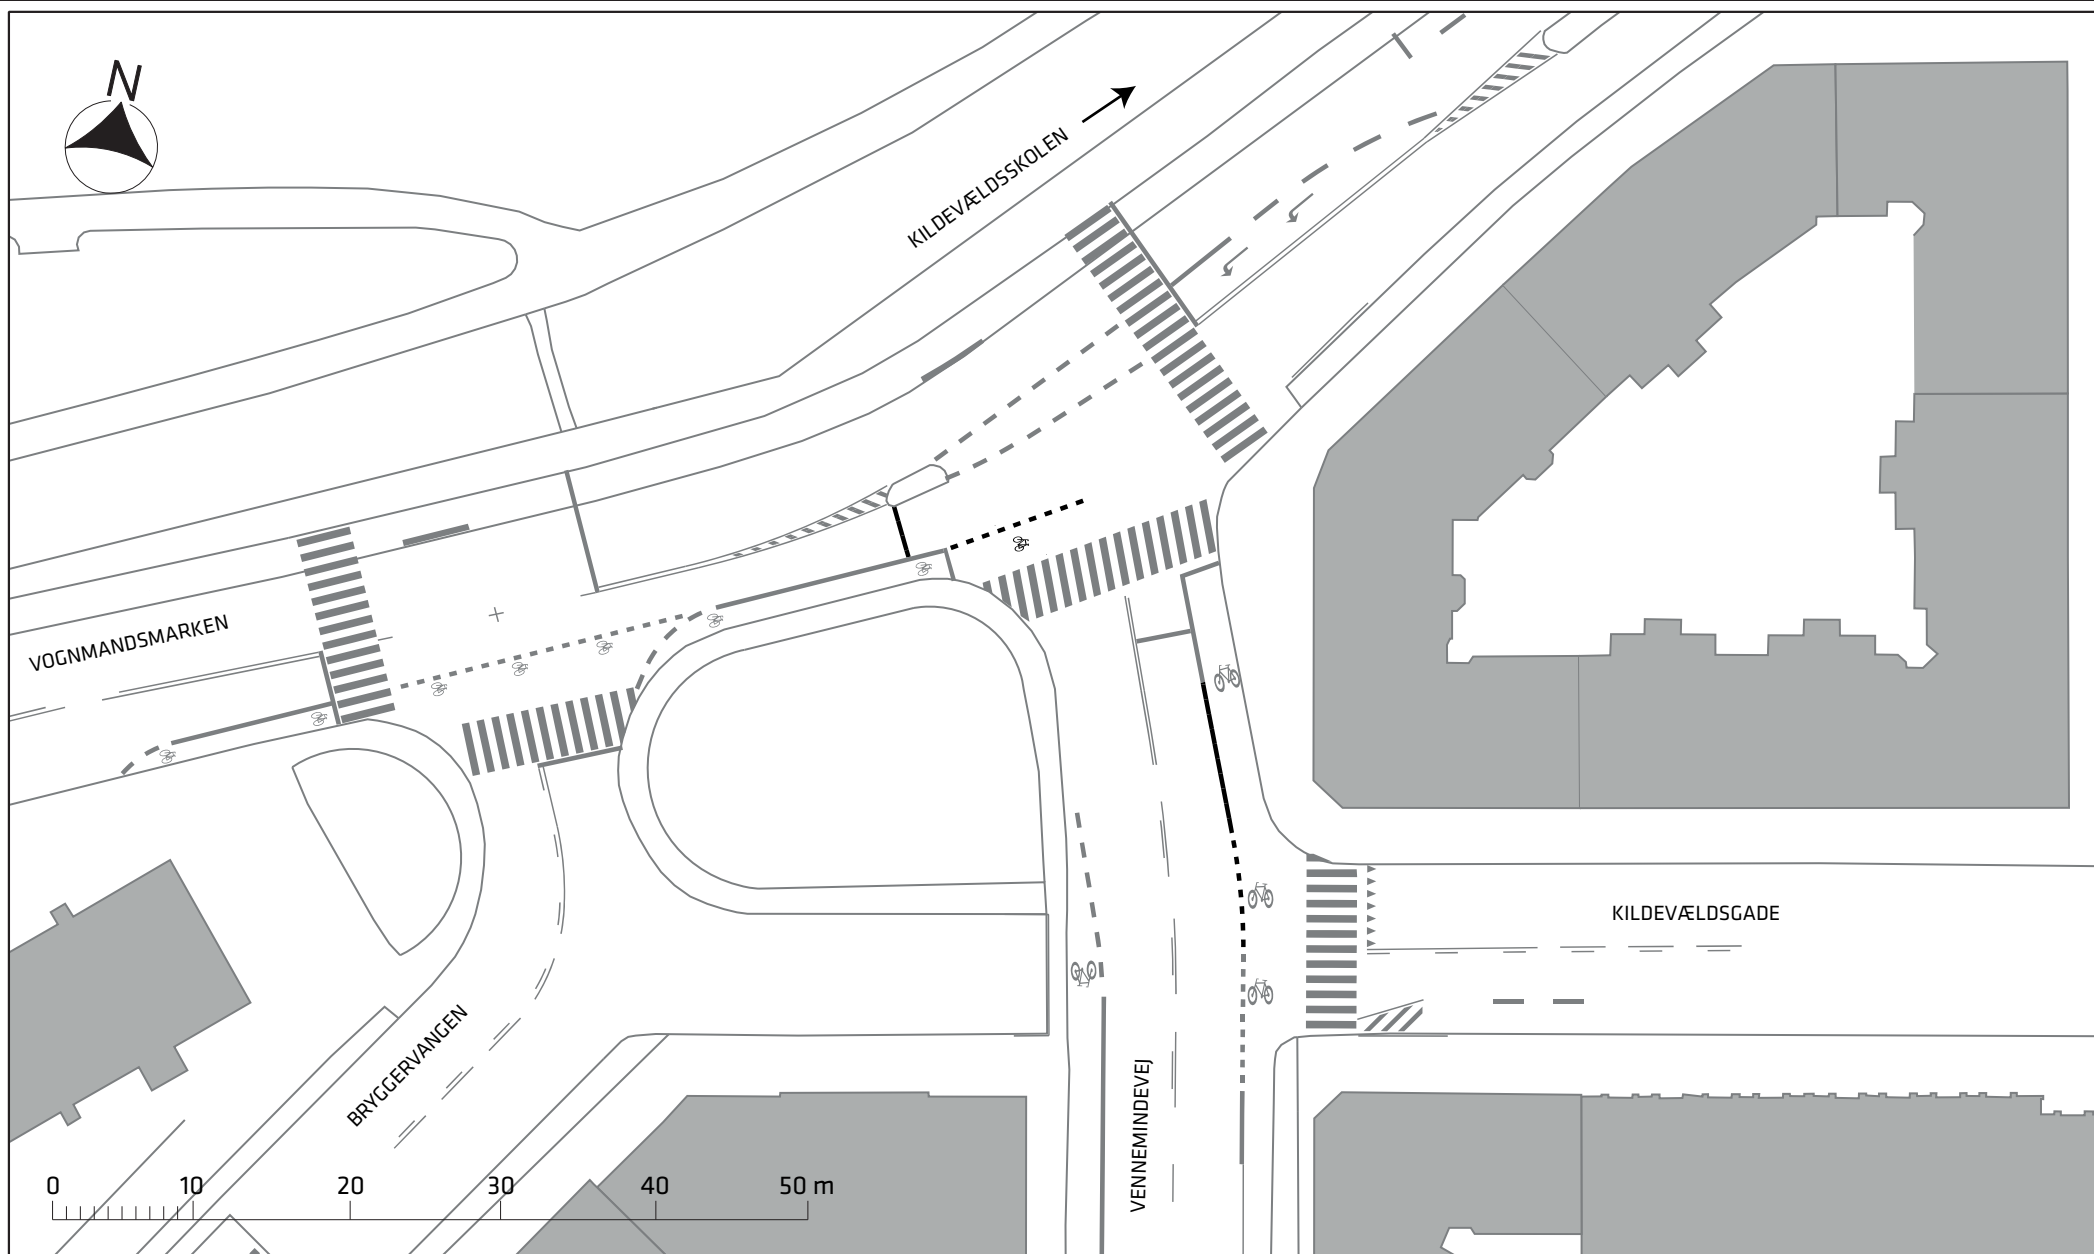 N
KILDEVÆLDSSKOLEN
VOGNMANDSMARKEN
KILDEVÆLDSGADE
BRYGGERVANGEN
VENNEMINDEVEJ
0 10 20 30 40 50 m